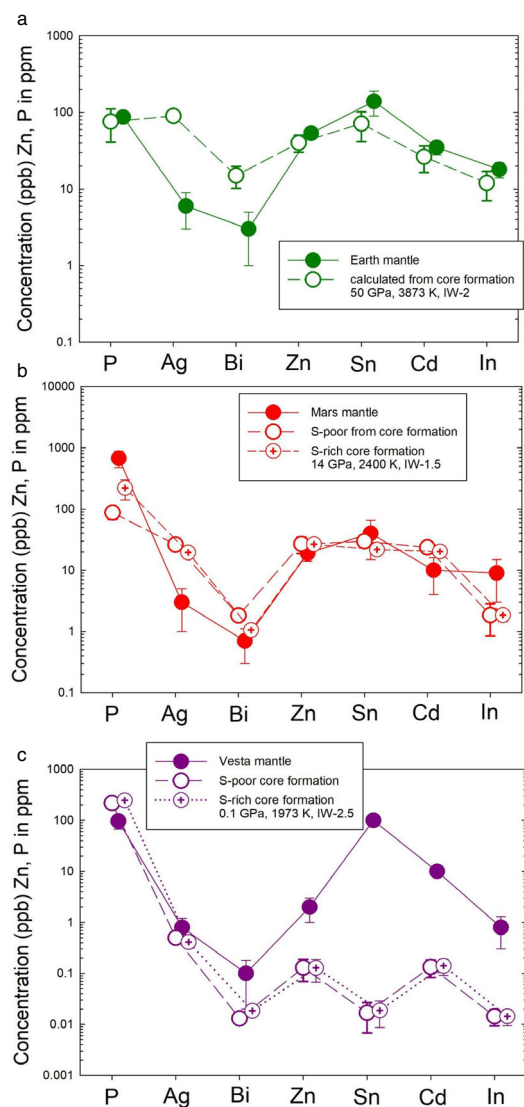 a
Concentration (ppb) Zn, P in ppm
1000
100
10
1
0.1
Earth mantle
calculated from core formation
50 GPa, 3873 K, IW-2
P Ag Bi Zn Sn Cd In
b
Concentration (ppb) Zn, P in ppm
10000
1000
100
10
1
0.1
Mars mantle
S-poor from core formation
S-rich core formation
14 GPa, 2400 K, IW-1.5
P Ag Bi Zn Sn Cd In
c
Concentration (ppb) Zn, P in ppm
1000
100
10
1
0.1
0.01
0.001
Vesta mantle
S-poor core formation
S-rich core formation
0.1 GPa, 1973 K, IW-2.5
P Ag Bi Zn Sn Cd In